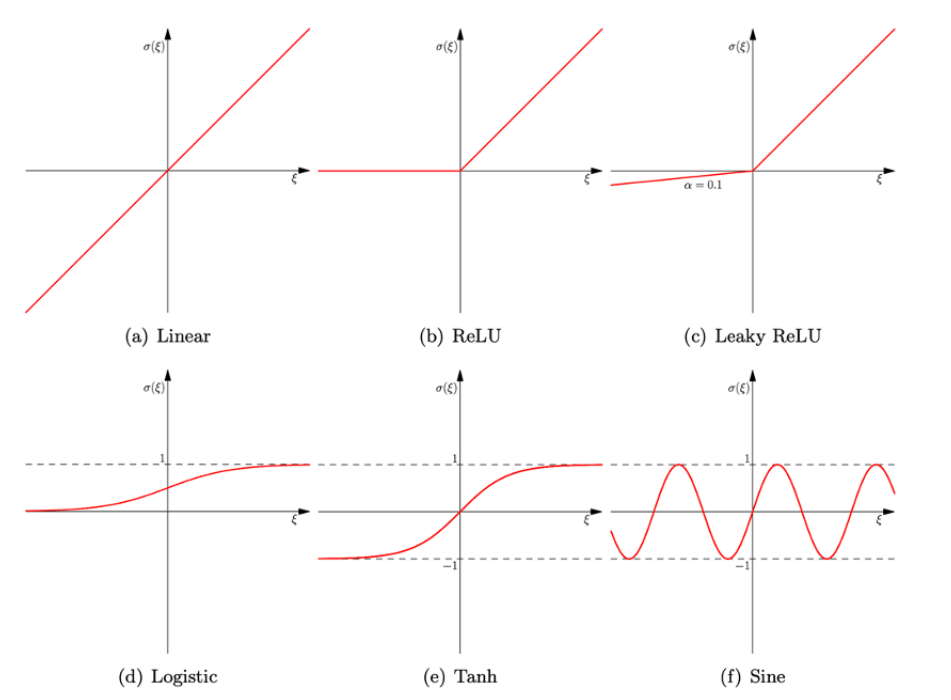 σ(ξ) σ(ξ) σ(ξ)
ξ ξ ξ
α = 0.1
(a) Linear (b) ReLU (c) Leaky ReLU
σ(ξ) σ(ξ) σ(ξ)
1 1 1
ξ ξ ξ
−1 −1
(d) Logistic (e) Tanh (f) Sine